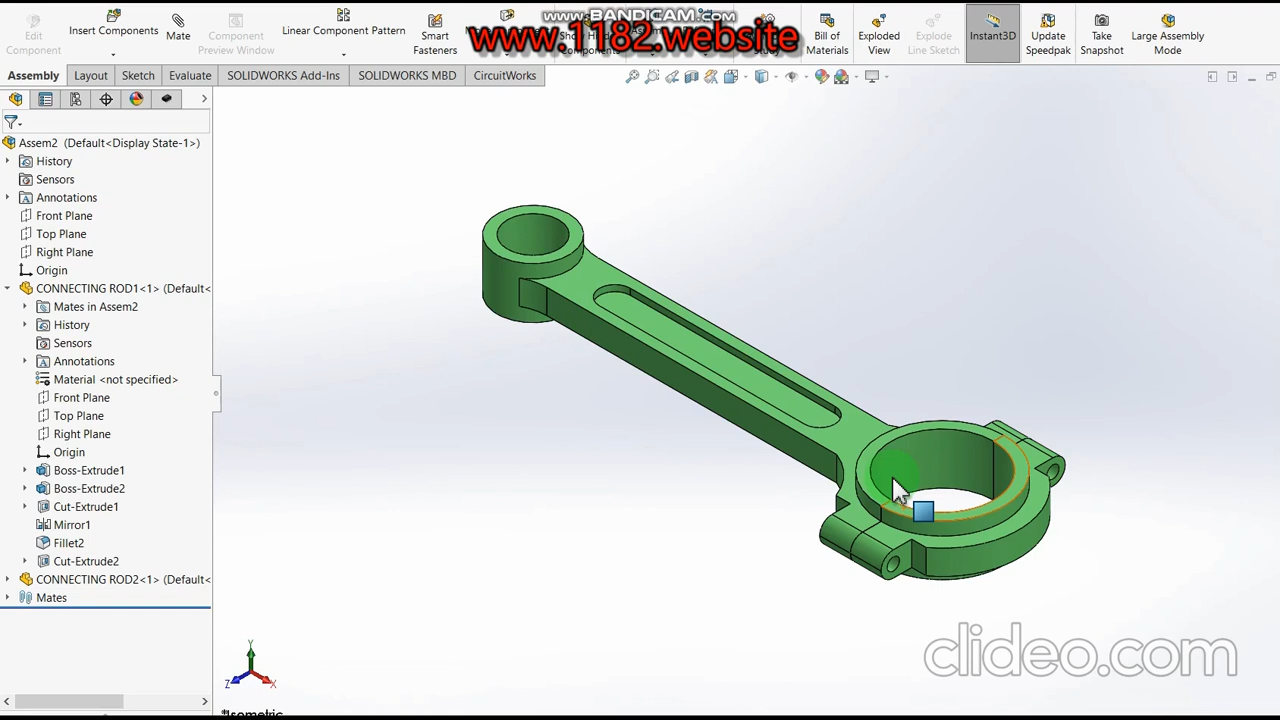 www.BANDICAM.com
www.1182.website
Edit
Component
Insert Components
Mate
Component
Preview Window
Linear Component Pattern
Smart
Fasteners
Show Hidden
Components
Bill of
Materials
Exploded
View
Explode
Line Sketch
Instant3D
Update
Speedpak
Take
Snapshot
Large Assembly
Mode
Assembly Layout Sketch Evaluate SOLIDWORKS Add-Ins SOLIDWORKS MBD CircuitWorks
Assem2 (Default<Display State-1>)
History
Sensors
Annotations
Front Plane
Top Plane
Right Plane
Origin
CONNECTING ROD1<1> (Default<
Mates in Assem2
History
Sensors
Annotations
Material <not specified>
Front Plane
Top Plane
Right Plane
Origin
Boss-Extrude1
Boss-Extrude2
Cut-Extrude1
Mirror1
Fillet2
Cut-Extrude2
CONNECTING ROD2<1> (Default<
Mates
Y
Z
X
*Isometric
clideo.com